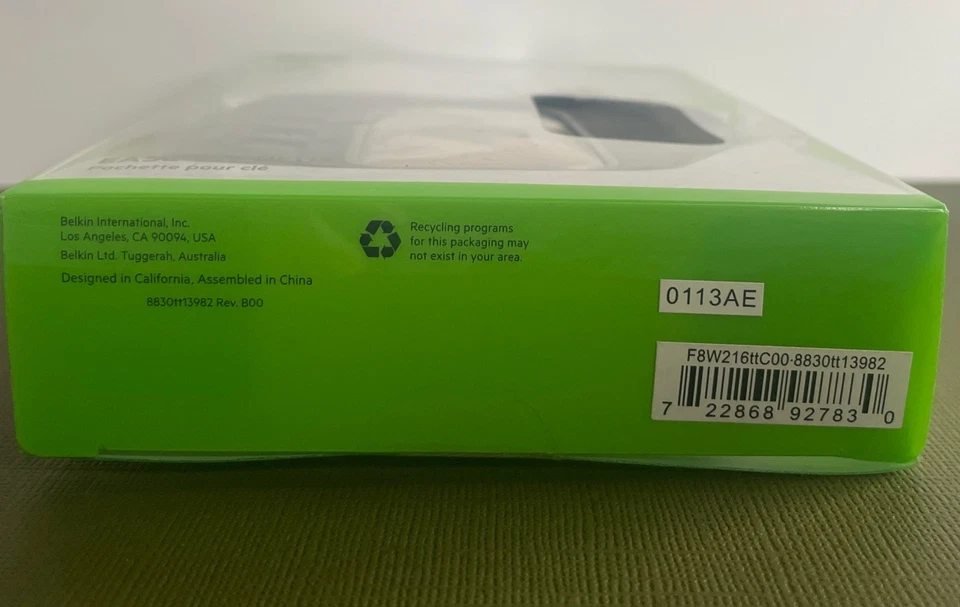 Pochette pour clé
Belkin International, Inc.
Los Angeles, CA 90094, USA
Belkin Ltd. Tuggerah, Australia
Designed in California, Assembled in China
8830tt13982 Rev. B00
Recycling programs
for this packaging may
not exist in your area.
0113AE
F8W216ttC00-8830tt13982
7 22868 92783 0